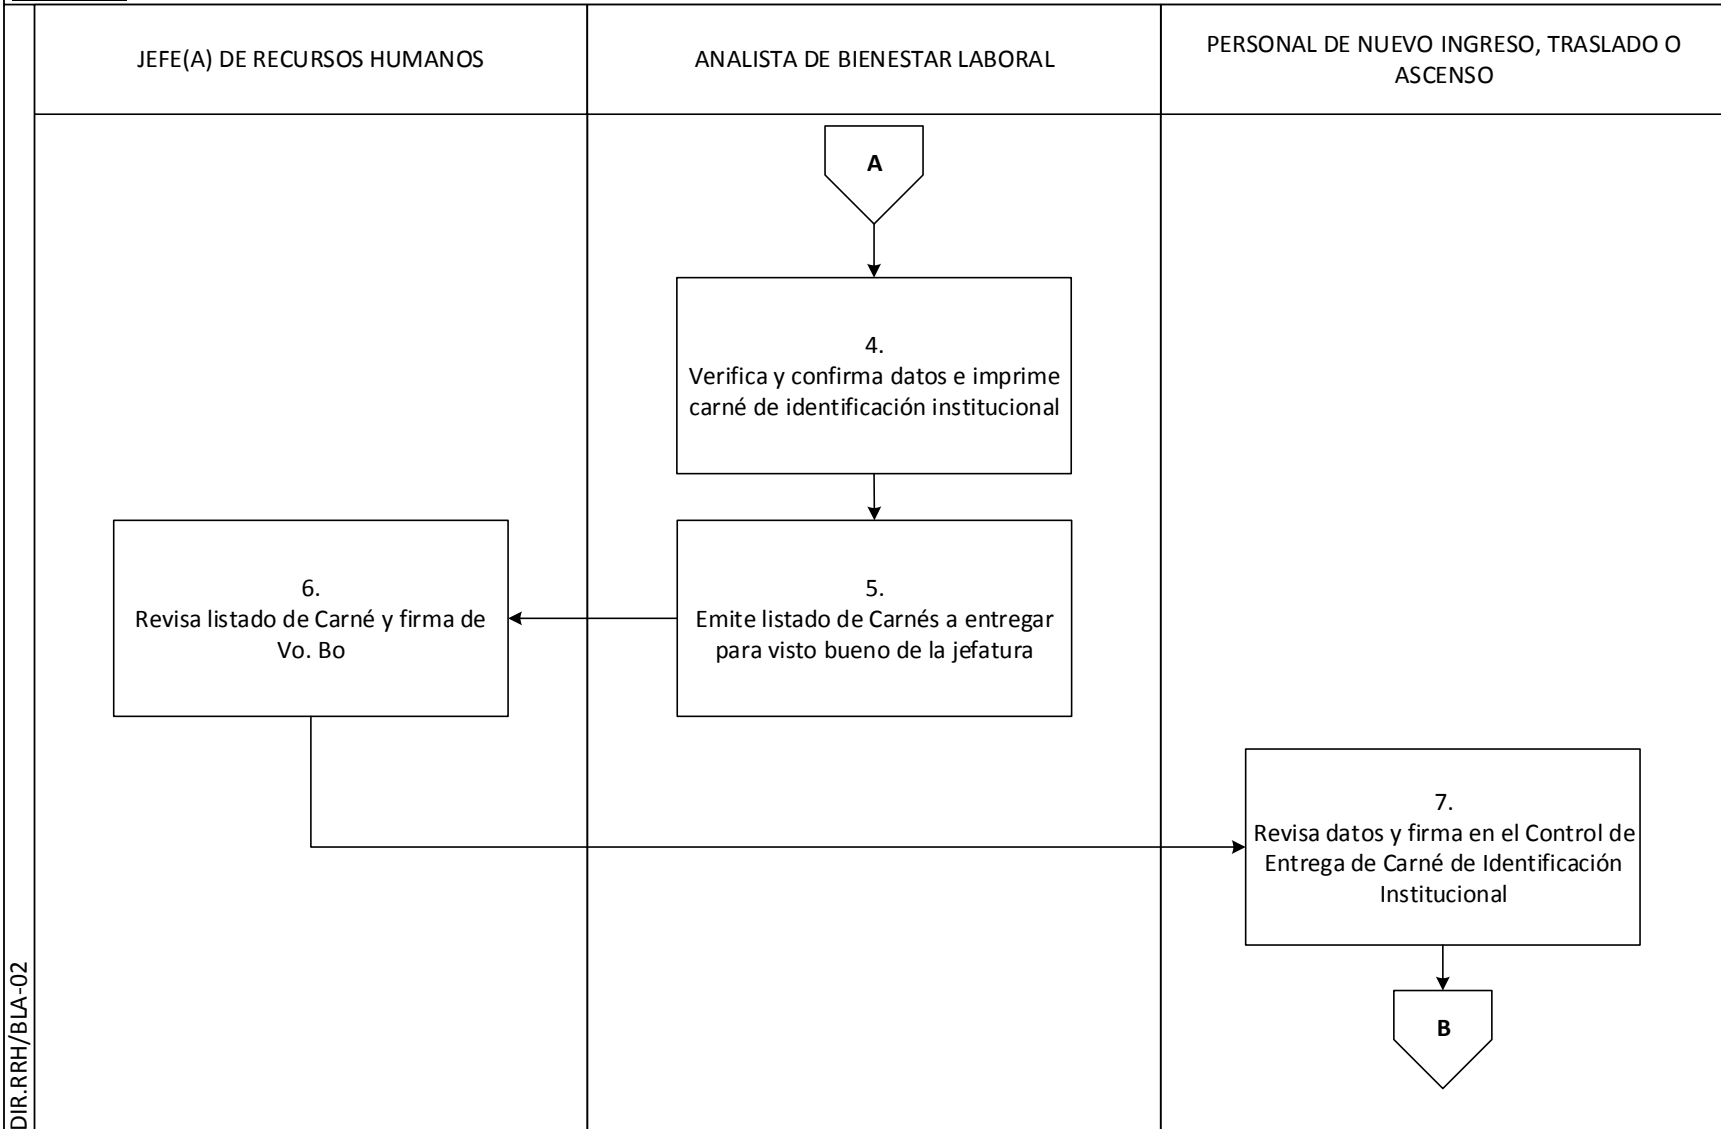 JEFE(A) DE RECURSOS HUMANOS
ANALISTA DE BIENESTAR LABORAL
PERSONAL DE NUEVO INGRESO, TRASLADO O
ASCENSO
A
4.
Verifica y confirma datos e imprime
carné de identificación institucional
6.
Revisa listado de Carné y firma de
Vo. Bo
5.
Emite listado de Carnés a entregar
para visto bueno de la jefatura
7.
Revisa datos y firma en el Control de
Entrega de Carné de Identificación
Institucional
B
DIR.RRH/BLA-02